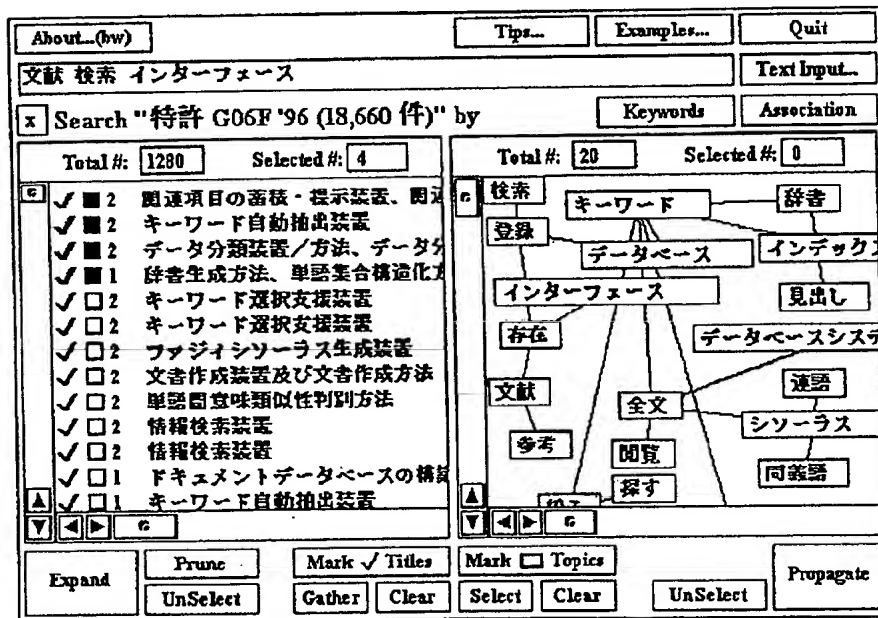 About...(bw) Tips... Examples... Quit
文献 検索 インターフェース Text Input...
x Search "特許 G06F '96 (18,660 件)" by Keywords Association
Total #: 1280 Selected #: 4
2 関連項目の蓄積・提示装置、関連
2 キーワード自動抽出装置
2 データ分類装置/方法、データ分
1 辞書生成方法、単語集合構造化方
2 キーワード選択支援装置
2 キーワード選択支援装置
2 ファジィシソーラス生成装置
2 文書作成装置及び文書作成方法
2 単語間意味類似性判別方法
2 情報検索装置
2 情報検索装置
1 ドキュメントデータベースの構築
1 キーワード自動抽出装置
Total #: 20 Selected #: 0
検索 キーワード 辞書
登録 データベース インデックス
インターフェース 見出し
存在 データベースシステ
文献 全文 連語
参考 閲覧 シソーラス
探す 同義語
Expand Prune Mark ✓ Titles Mark □ Topics Propagate
UnSelect Gather Clear Select Clear UnSelect